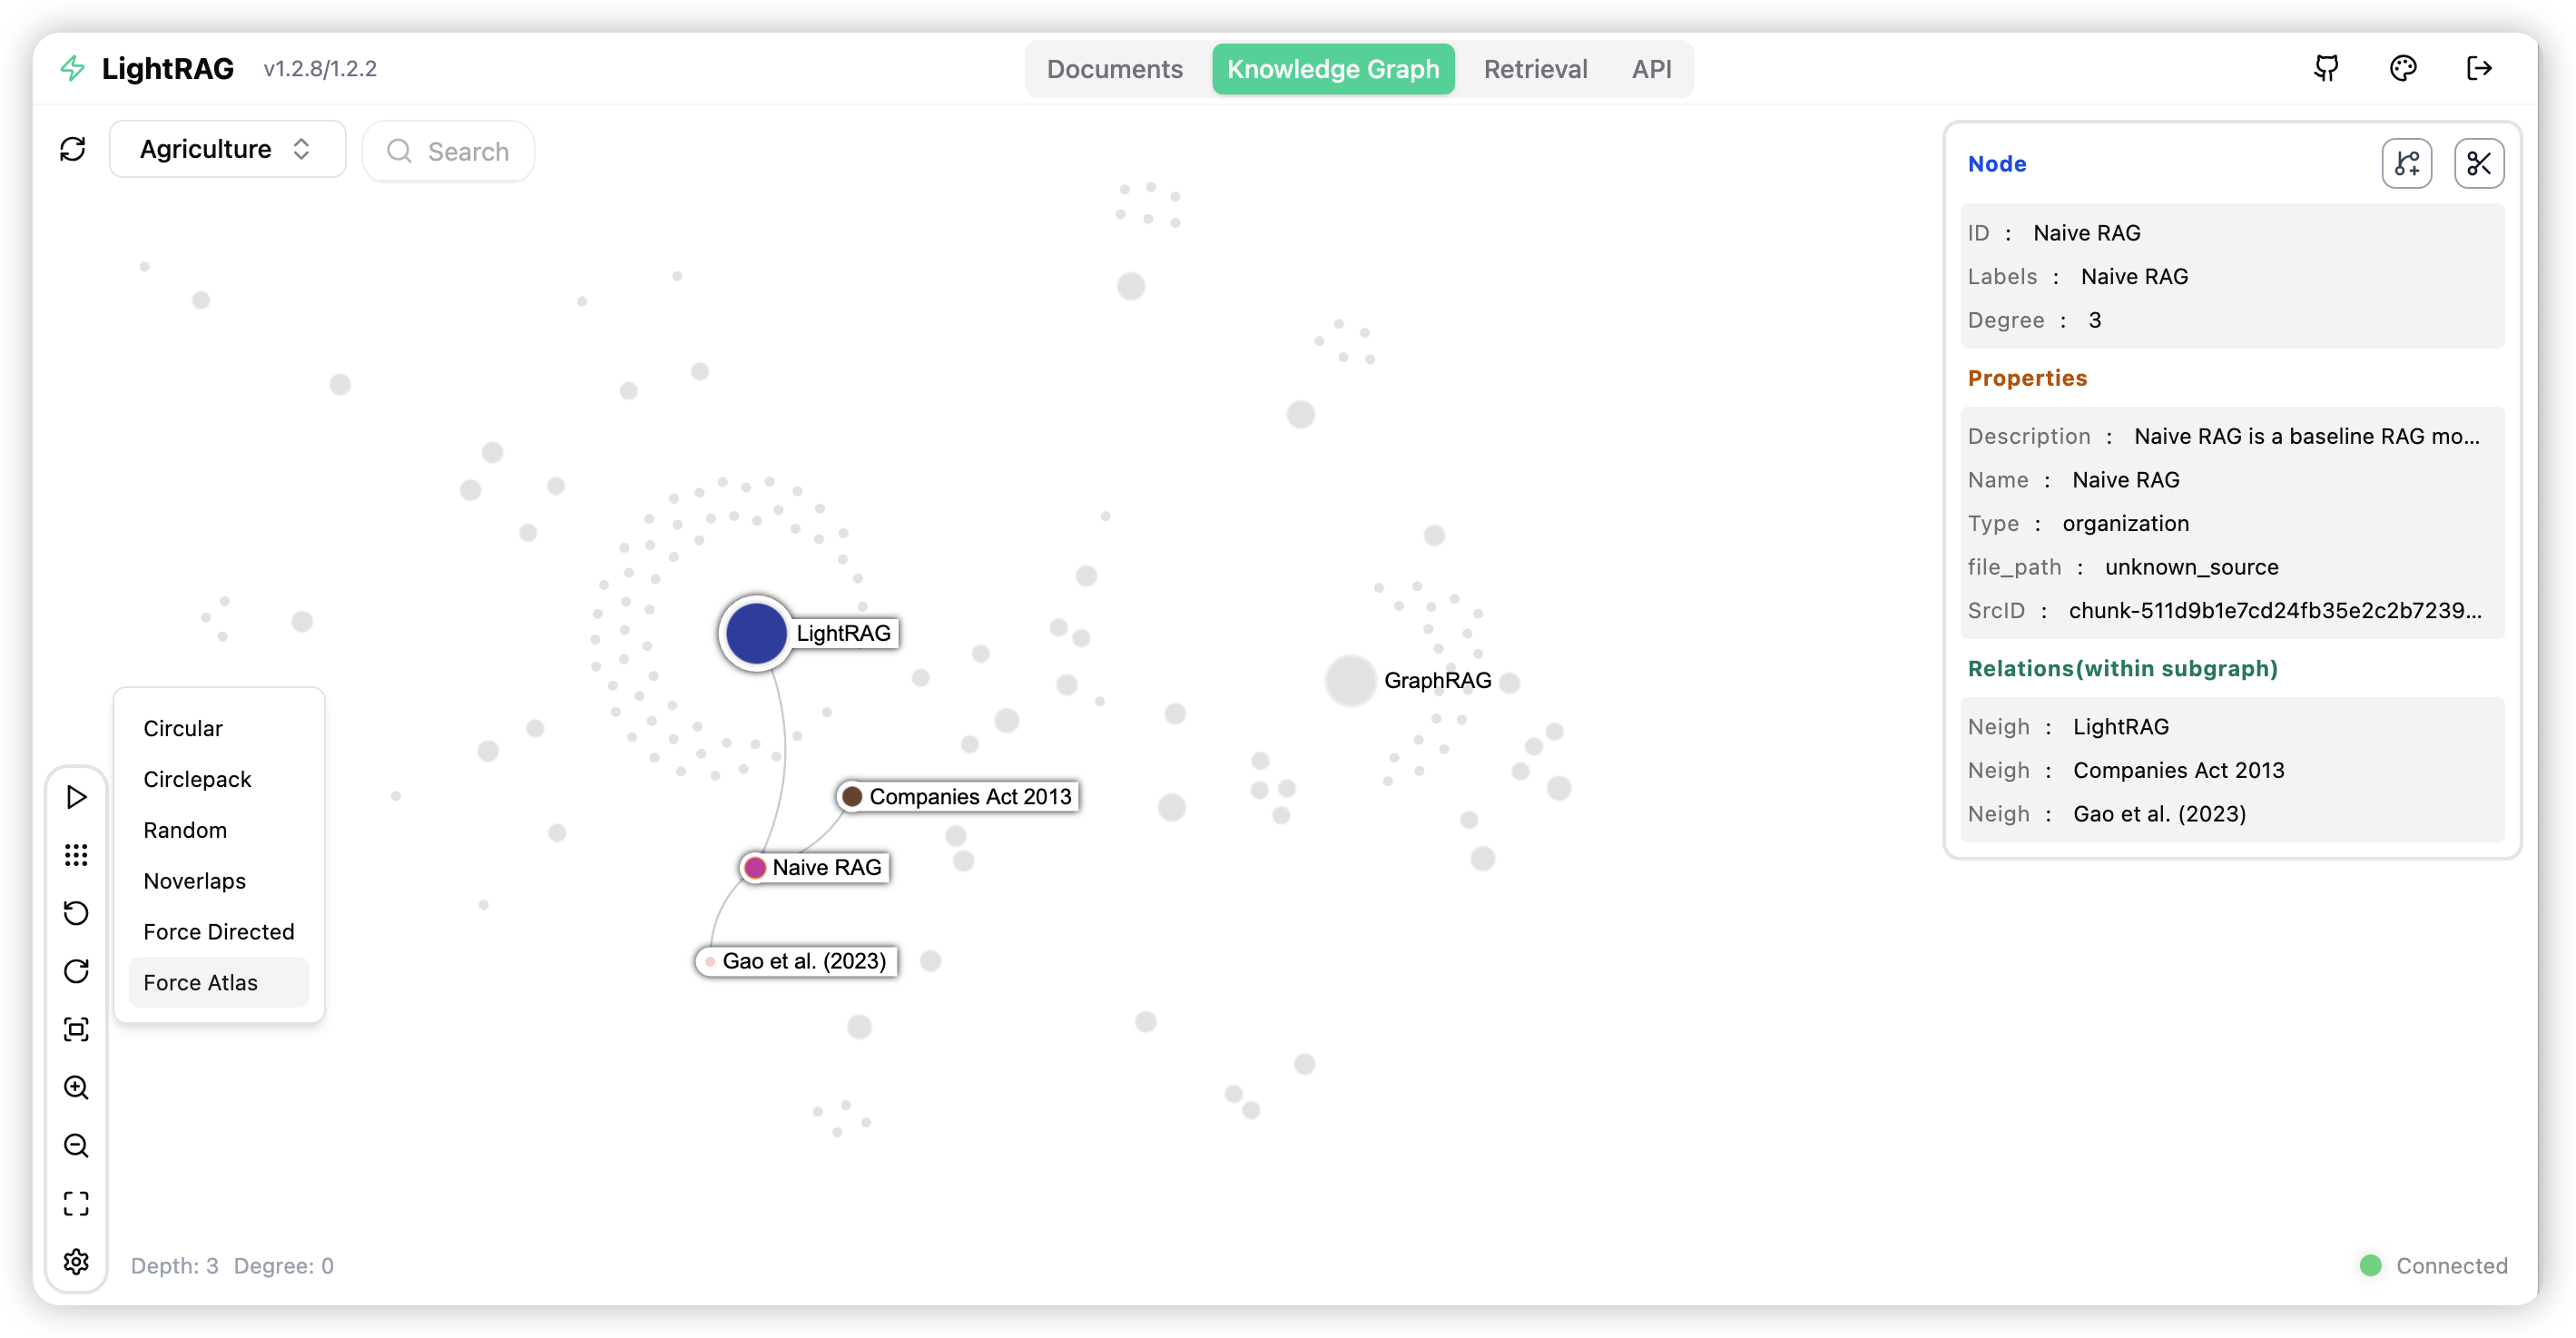 LightRAG v1.2.8/1.2.2
Documents Knowledge Graph Retrieval API
Agriculture Search
LightRAG
GraphRAG
Companies Act 2013
Naive RAG
Gao et al. (2023)
Circular
Circlepack
Random
Noverlaps
Force Directed
Force Atlas
Node
ID : Naive RAG
Labels : Naive RAG
Degree : 3
Properties
Description : Naive RAG is a baseline RAG mo...
Name : Naive RAG
Type : organization
file_path : unknown_source
SrcID : chunk-511d9b1e7cd24fb35e2c2b7239...
Relations(within subgraph)
Neigh : LightRAG
Neigh : Companies Act 2013
Neigh : Gao et al. (2023)
Depth: 3 Degree: 0
Connected